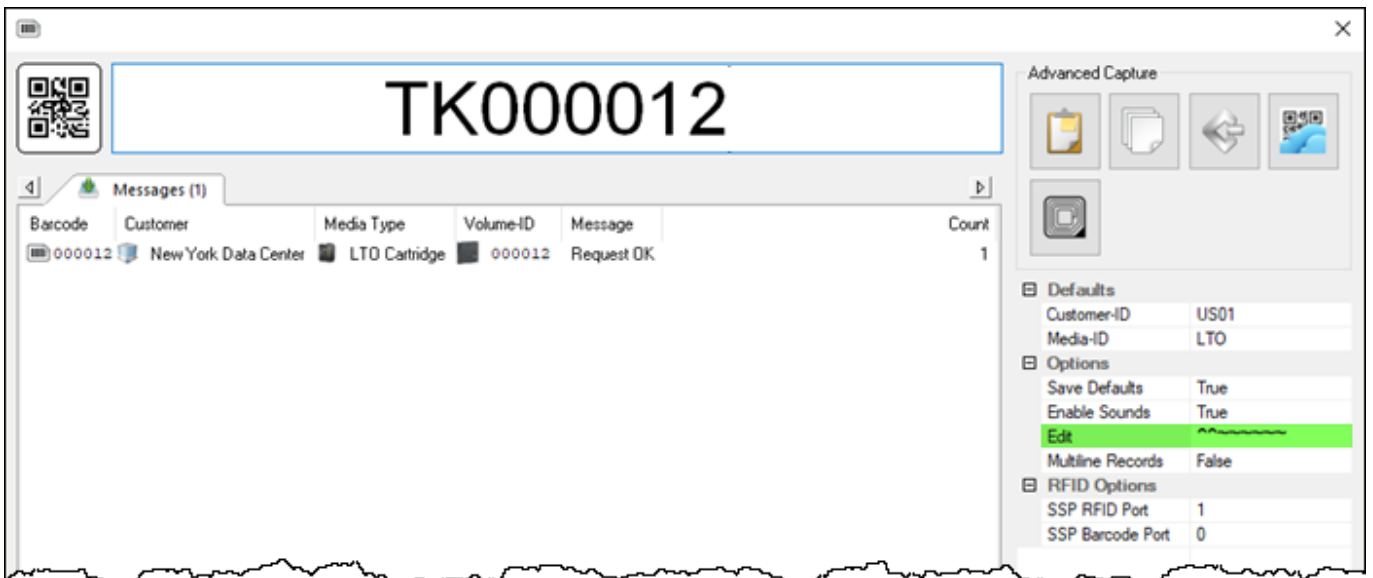 TK000012
Messages (1)
Barcode Customer Media Type Volume-ID Message Count
000012 New York Data Center LTO Cartridge 000012 Request OK 1
Advanced Capture
Defaults
Customer-ID US01
Media-ID LTO
Options
Save Defaults True
Enable Sounds True
Edit ^^~~~~~~
Multiline Records False
RFID Options
SSP RFID Port 1
SSP Barcode Port 0